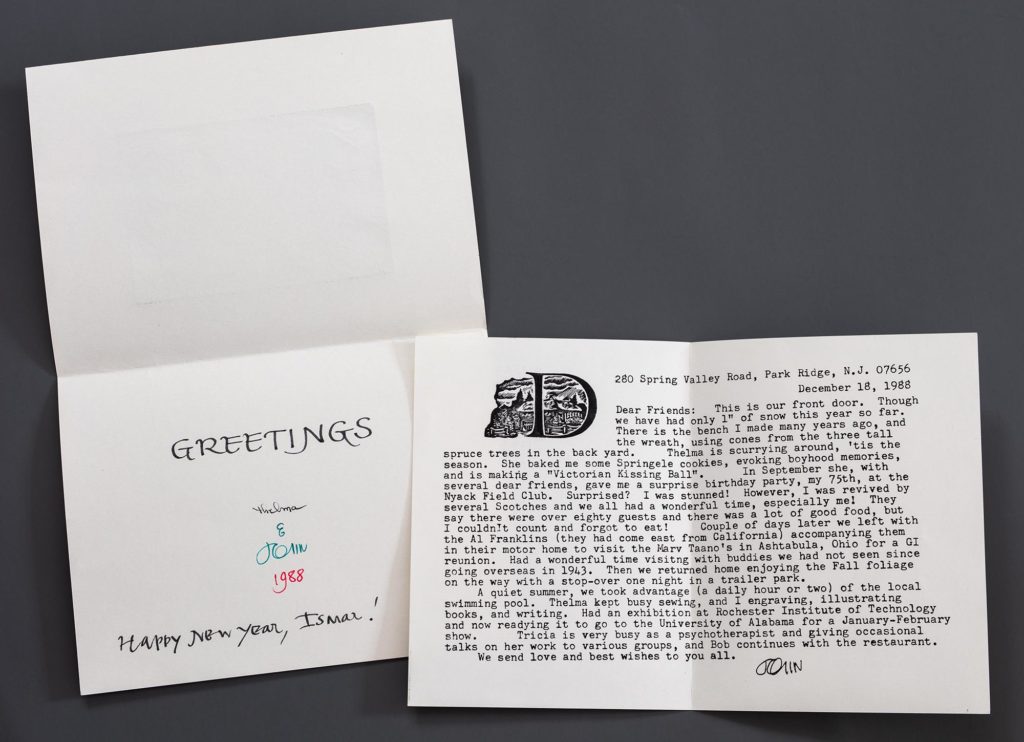 GREETINGS
Thelma
&
JOHN
1988
Happy New Year, Ismar!
280 Spring Valley Road, Park Ridge, N.J. 07656
December 18, 1988
D
Dear Friends: This is our front door. Though
we have had only 1" of snow this year so far.
There is the bench I made many years ago, and
the wreath, using cones from the three tall
spruce trees in the back yard. Thelma is scurrying around, 'tis the
season. She baked me some Springele cookies, evoking boyhood memories,
and is making a "Victorian Kissing Ball". In September she, with
several dear friends, gave me a surprise birthday party, my 75th, at the
Nyack Field Club. Surprised? I was stunned! However, I was revived by
several Scotches and we all had a wonderful time, especially me! They
say there were over eighty guests and there was a lot of good food, but
I couldn't count and forgot to eat! Couple of days later we left with
the Al Franklins (they had come east from California) accompanying them
in their motor home to visit the Marv Taano's in Ashtabula, Ohio for a GI
reunion. Had a wonderful time visitng with buddies we had not seen since
going overseas in 1943. Then we returned home enjoying the Fall foliage
on the way with a stop-over one night in a trailer park.
A quiet summer, we took advantage (a daily hour or two) of the local
swimming pool. Thelma kept busy sewing, and I engraving, illustrating
books, and writing. Had an exhibition at Rochester Institute of Technology
and now readying it to go to the University of Alabama for a January-February
show. Tricia is very busy as a psychotherapist and giving occasional
talks on her work to various groups, and Bob continues with the restaurant.
We send love and best wishes to you all.
JOHN